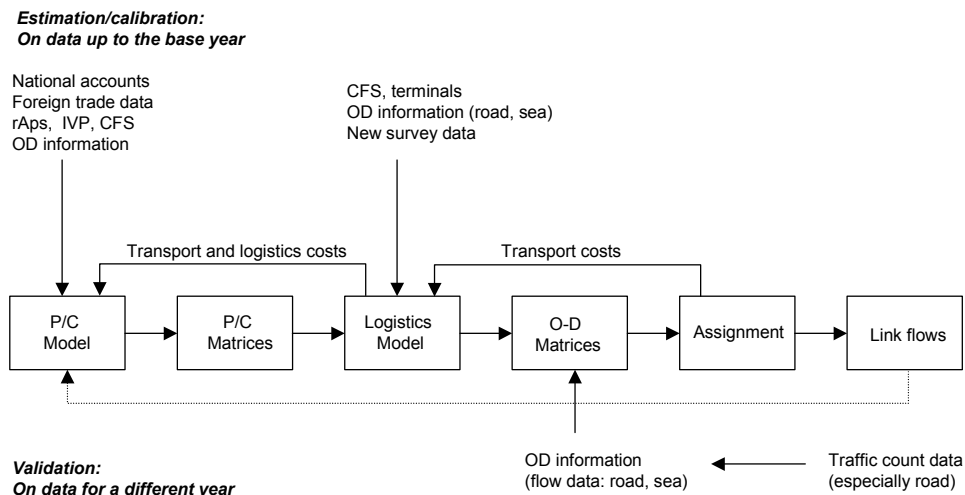 Estimation/calibration:
On data up to the base year
National accounts
Foreign trade data
rAps, IVP, CFS
OD information
CFS, terminals
OD information (road, sea)
New survey data
Transport and logistics costs
Transport costs
P/C
Model
P/C
Matrices
Logistics
Model
O-D
Matrices
Assignment
Link flows
OD information
(flow data: road, sea)
Traffic count data
(especially road)
Validation:
On data for a different year